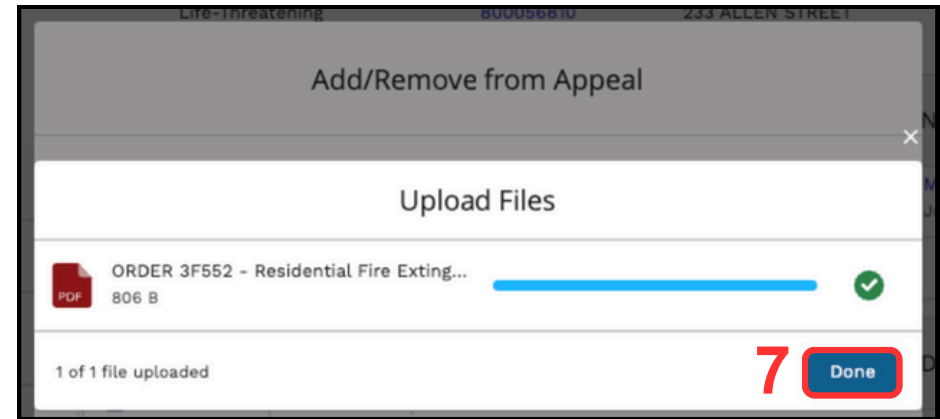 Life-Threatening 800056810 233 ALLEN STREET
Add/Remove from Appeal
Upload Files
ORDER 3F552 - Residential Fire Exting...
PDF
806 B
1 of 1 file uploaded
7
Done